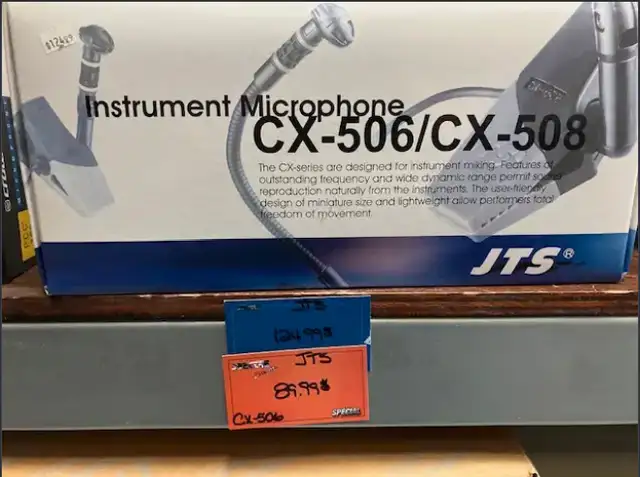 Instrument Microphone
CX-506/CX-508
The CX-series are designed for instrument miking. Features of
outstanding frequency and wide dynamic range permit sound
reproduction naturally from the instruments. The user-friendly
design of miniature size and lightweight allow performers total
freedom of movement.
JTS®
JTS
124.99$
JTS
89.99$
CX-506
SPECIAL